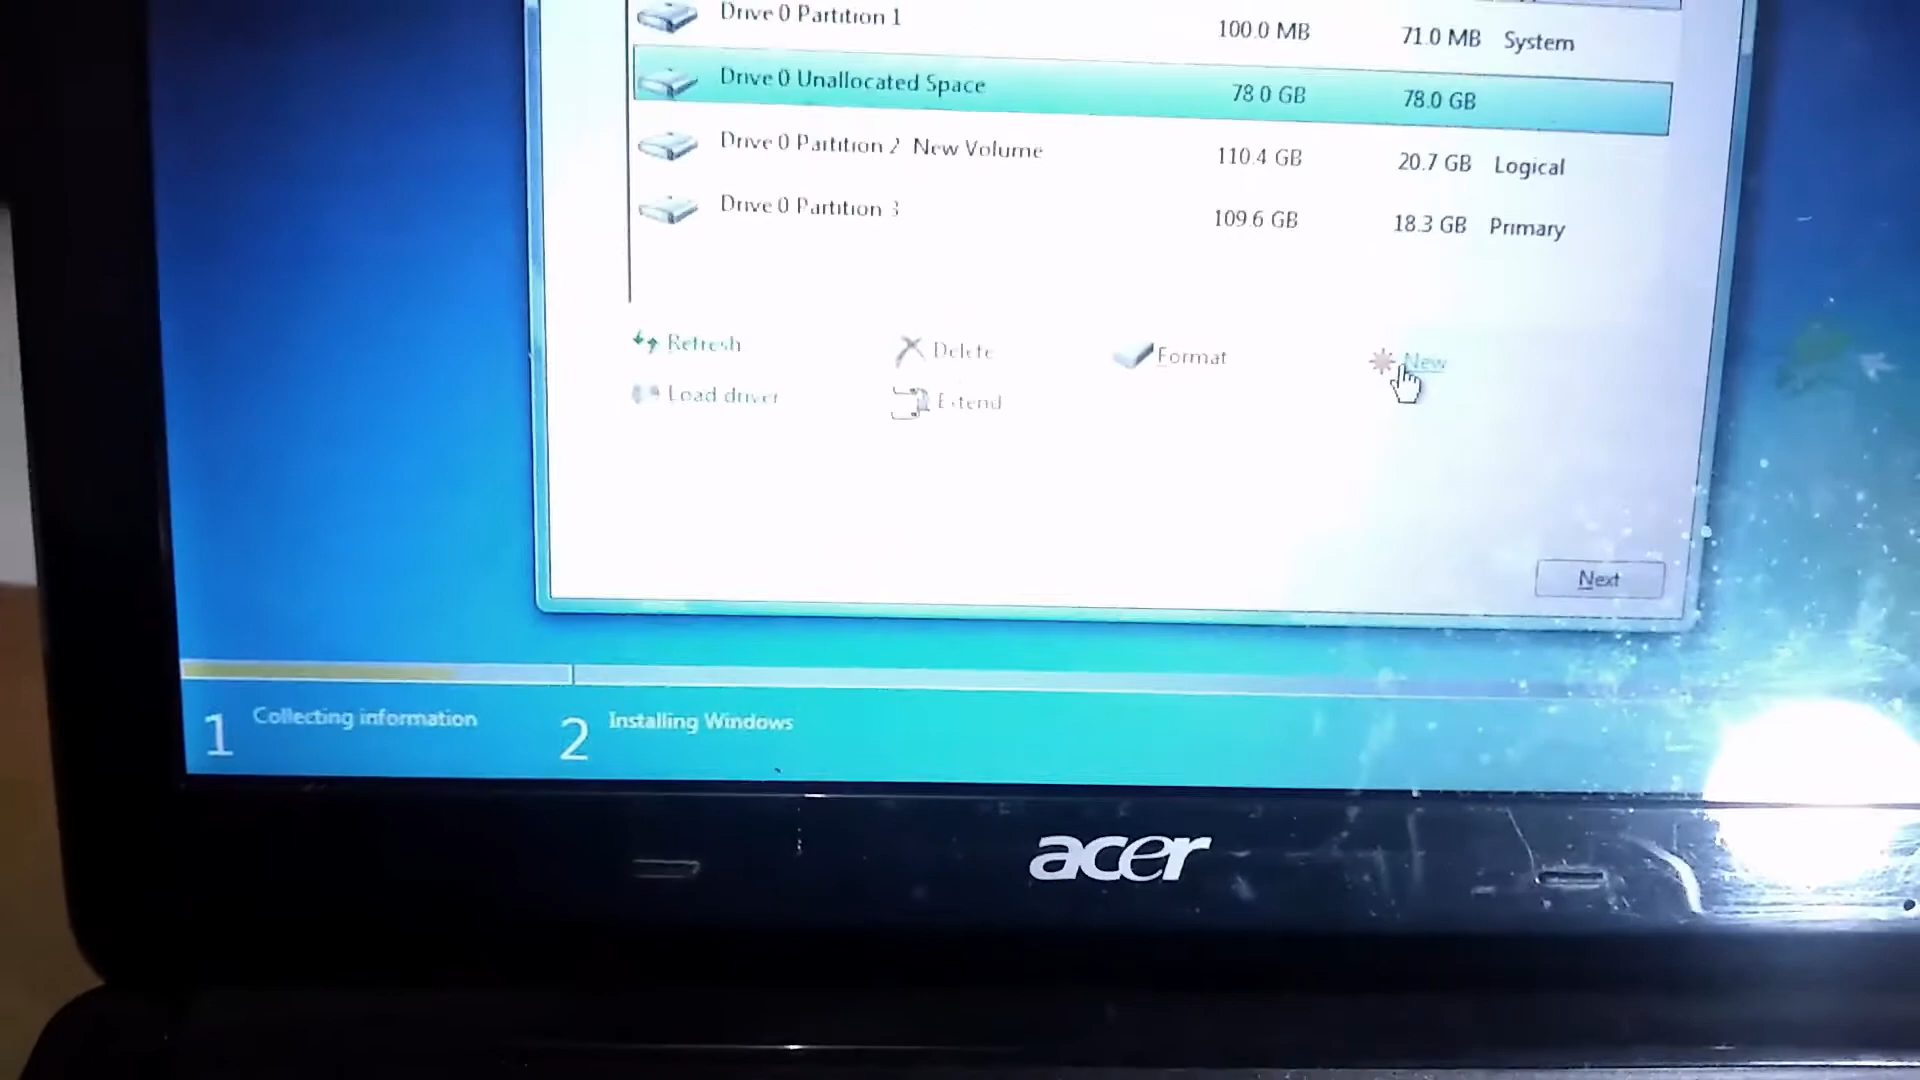 Drive 0 Partition 1 100.0 MB 71.0 MB System
Drive 0 Unallocated Space 78.0 GB 78.0 GB
Drive 0 Partition 2 New Volume 110.4 GB 20.7 GB Logical
Drive 0 Partition 3 109.6 GB 18.3 GB Primary
Refresh Delete Format New
Load driver Extend
Next
1 Collecting information 2 Installing Windows
acer